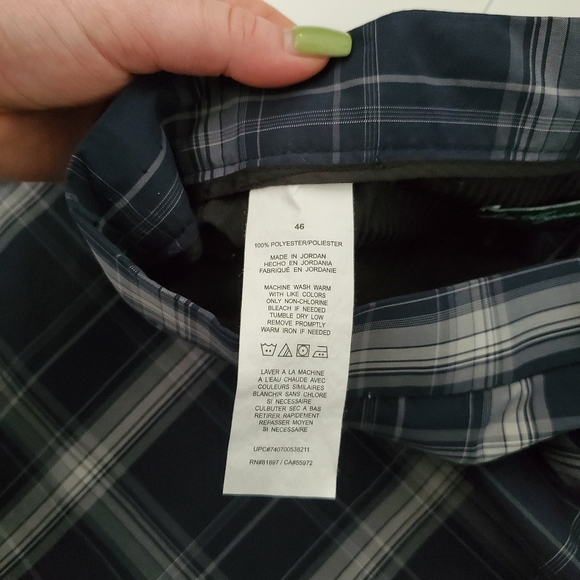 46
100% POLYESTER/POLIESTER
MADE IN JORDAN
HECHO EN JORDANIA
FABRIQUÉ EN JORDANIE
MACHINE WASH WARM
WITH LIKE COLORS
ONLY NON-CHLORINE
BLEACH IF NEEDED
TUMBLE DRY LOW
REMOVE PROMPTLY
WARM IRON IF NEEDED
LAVER A LA MACHINE
A L'EAU CHAUDE AVEC
COULEURS SIMILAIRES
BLANCHIR SANS CHLORE
SI NECESSAIRE
CULBUTER SEC A BAS
RETIRER RAPIDEMENT
REPASSER MOYEN
SI NECESSAIRE
UPC#740700538211
RN#81897 / CA#55972